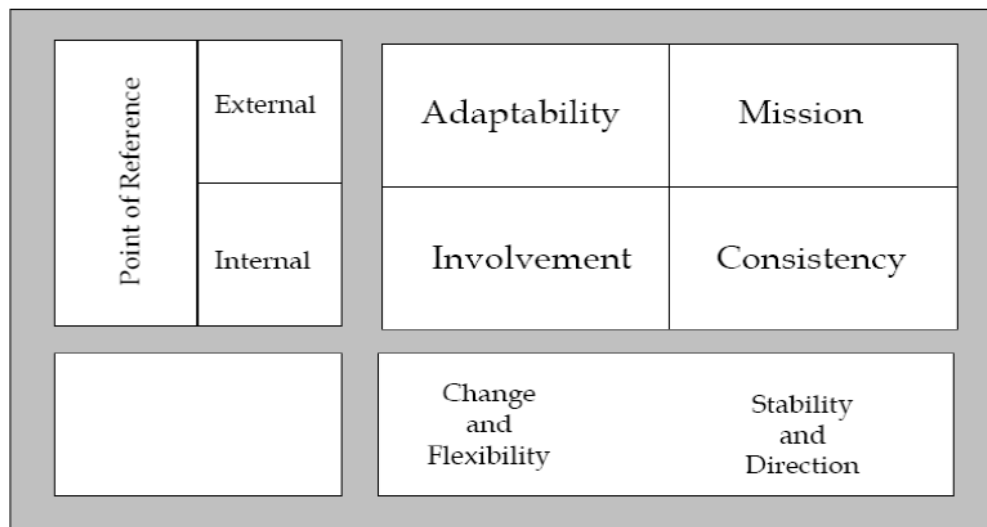 Point of Reference
External
Adaptability
Mission
Internal
Involvement
Consistency
Change
and
Flexibility
Stability
and
Direction